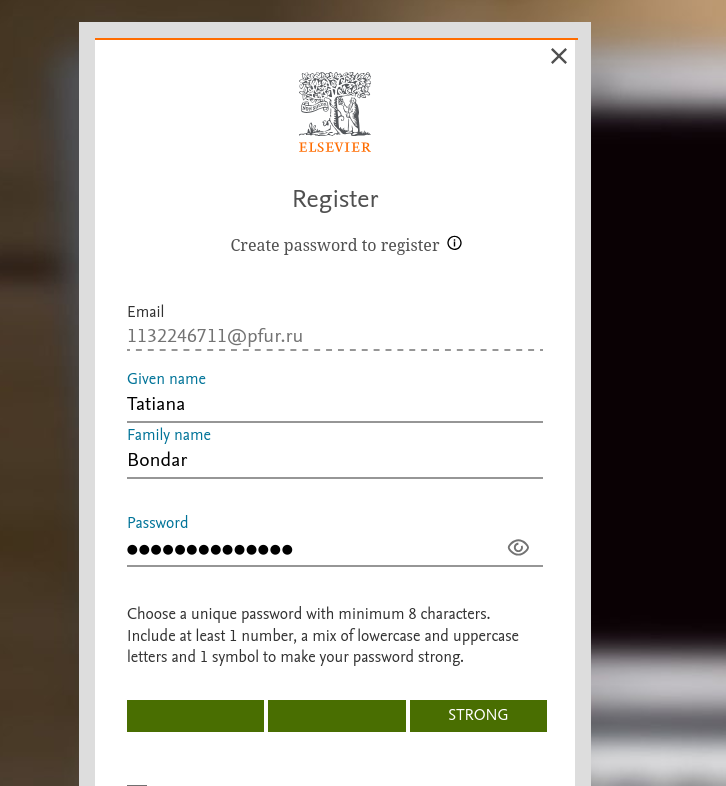 ELSEVIER
Register
Create password to register
Email
1132246711@pfur.ru
Given name
Tatiana
Family name
Bondar
Password
●●●●●●●●●●●●●●
Choose a unique password with minimum 8 characters.
Include at least 1 number, a mix of lowercase and uppercase
letters and 1 symbol to make your password strong.
STRONG